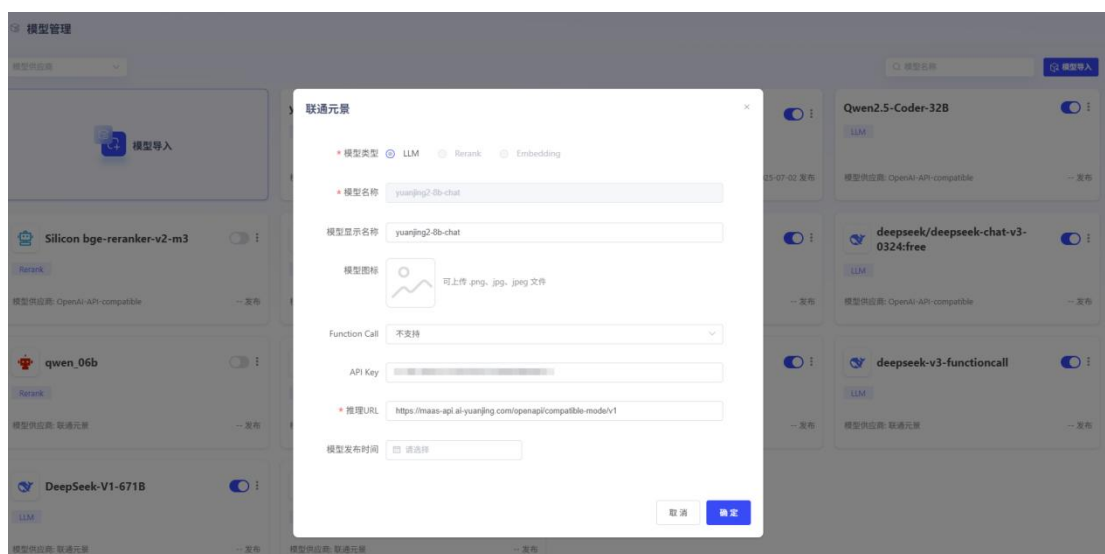 模型管理
模型供应商
模型名称
模型导入
模型导入
25-07-02 发布
Qwen2.5-Coder-32B
LLM
模型供应商: OpenAI-API-compatible
-- 发布
Silicon bge-reranker-v2-m3
Rerank
模型供应商: OpenAI-API-compatible
-- 发布
-- 发布
deepseek/deepseek-chat-v3-
0324:free
LLM
模型供应商: OpenAI-API-compatible
-- 发布
qwen_06b
Rerank
模型供应商: 联通元景
-- 发布
-- 发布
deepseek-v3-functioncall
LLM
模型供应商: 联通元景
-- 发布
DeepSeek-V1-671B
LLM
模型供应商: 联通元景
-- 发布
模型供应商: 联通元景
-- 发布
联通元景
* 模型类型 LLM Rerank Embedding
* 模型名称 yuanjing2-8b-chat
模型显示名称 yuanjing2-8b-chat
模型图标 可上传 .png、jpg、jpeg 文件
Function Call 不支持
API Key
* 推理URL https://maas-api.ai-yuanjing.com/openapi/compatible-mode/v1
模型发布时间 请选择
取消 确定